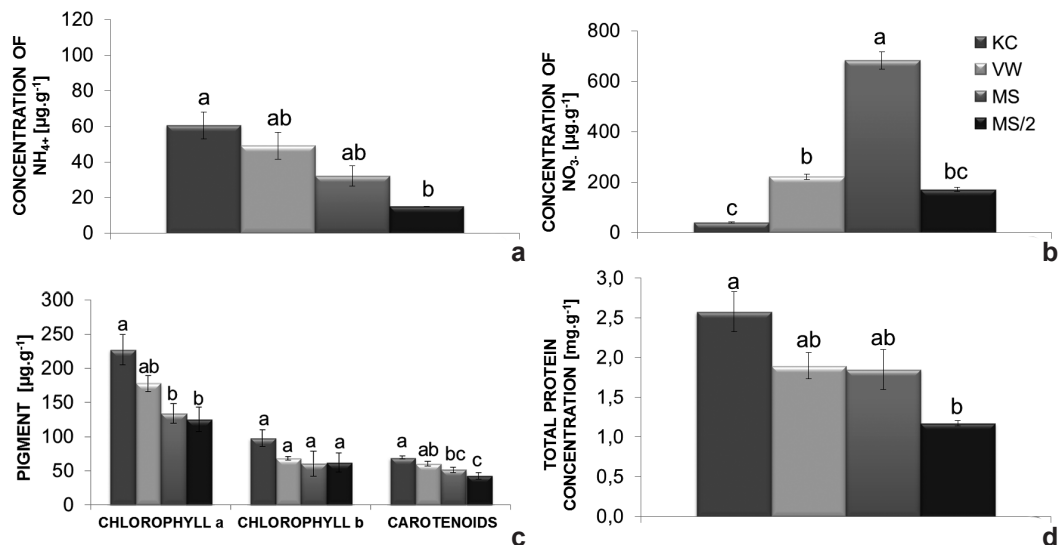 CONCENTRATION OF
NH4+ [µg.g-1]
120
100
80
60
40
20
0
a
ab
ab
b
a
CONCENTRATION OF
NO3- [µg.g-1]
800
600
400
200
0
c
b
a
bc
KC
VW
MS
MS/2
b
PIGMENT [µg.g-1]
300
250
200
150
100
50
0
a
ab
b
b
a
a
a
a
a
ab
bc
c
CHLOROPHYLL a
CHLOROPHYLL b
CAROTENOIDS
c
TOTAL PROTEIN
CONCENTRATION [mg.g-1]
3,0
2,5
2,0
1,5
1,0
0,5
0,0
a
ab
ab
b
d